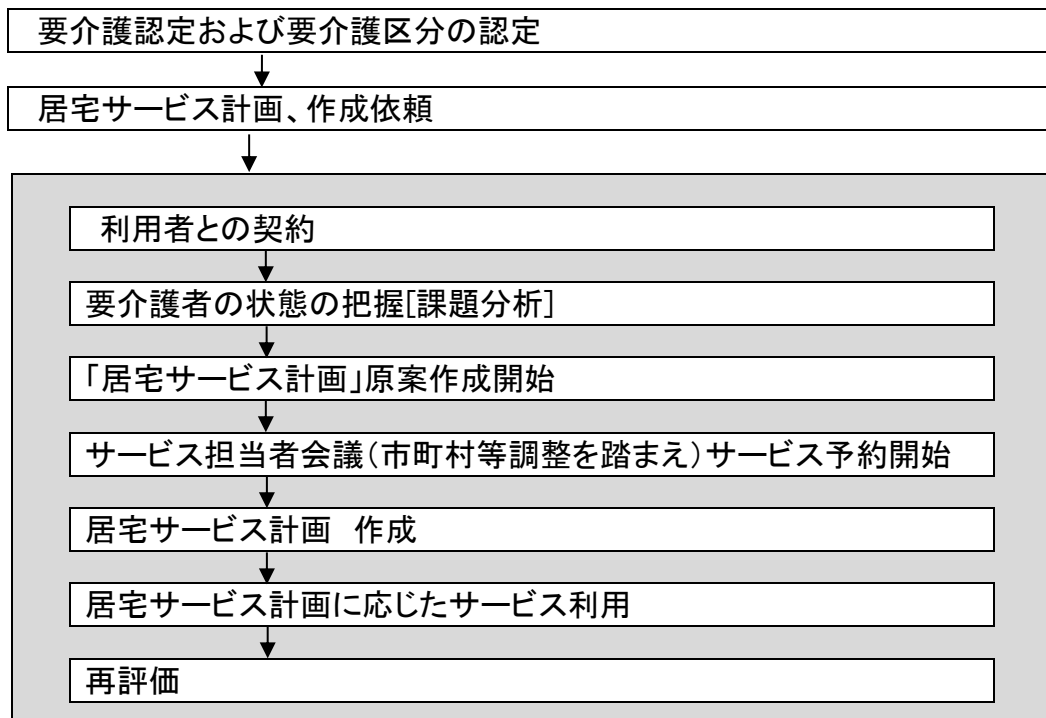 要介護認定および要介護区分の認定
居宅サービス計画、作成依頼
利用者との契約
要介護者の状態の把握[課題分析]
「居宅サービス計画」原案作成開始
サービス担当者会議(市町村等調整を踏まえ)サービス予約開始
居宅サービス計画　作成
居宅サービス計画に応じたサービス利用
再評価